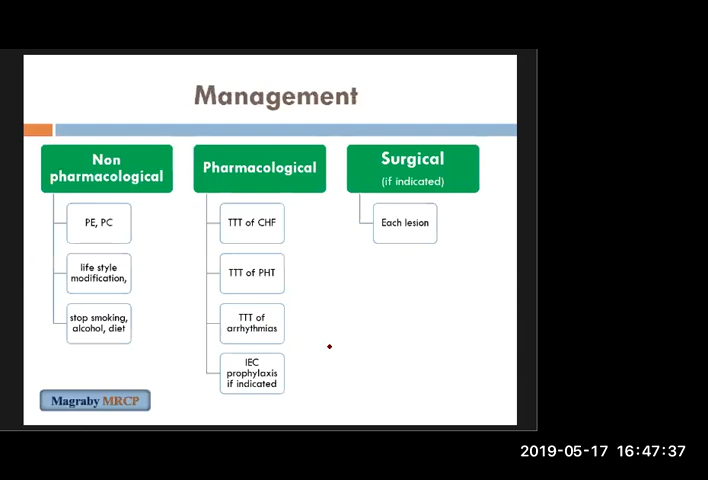 Management
Non
pharmacological
PE, PC
life style
modification,
stop smoking,
alcohol, diet
Pharmacological
TTT of CHF
TTT of PHT
TTT of
arrhythmias
IEC
prophylaxis
if indicated
Surgical
(if indicated)
Each lesion
Magraby MRCP
2019-05-17 16:47:37